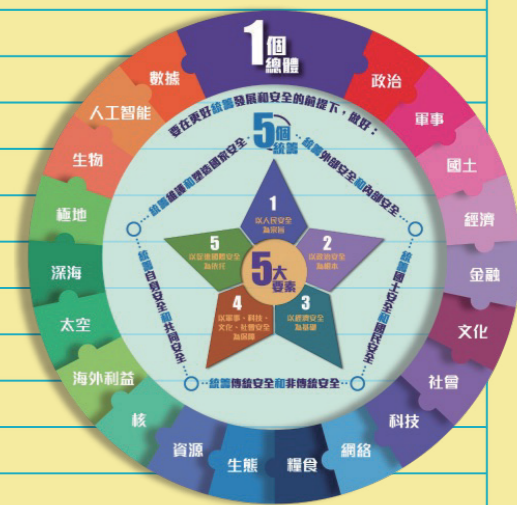 1個
總體
政治
軍事
國土
經濟
金融
文化
社會
科技
網絡
糧食
生態
資源
核
海外利益
太空
深海
極地
生物
人工智能
數據
要在更好統籌發展和安全的前提下，做好：
5個
統籌
統籌外部安全和內部安全
統籌國土安全和國民安全
統籌傳統安全和非傳統安全
統籌自身安全和共同安全
統籌維護和塑造國家安全
5大
要素
1
以人民安全
為宗旨
2
以政治安全
為根本
3
以經濟安全
為基礎
4
以軍事、科技、
文化、社會安全
為保障
5
以促進國際安全
為依托